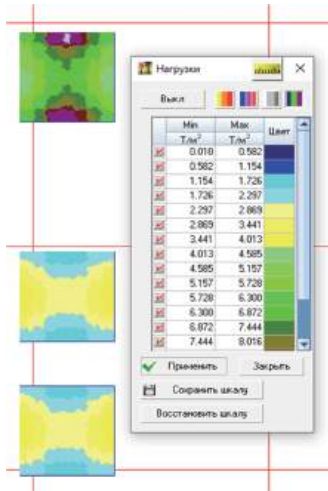 Нагрузки
Выкл
Min Max Цвет
Т/м² Т/м²
0.010 0.582
0.582 1.154
1.154 1.726
1.726 2.297
2.297 2.869
2.869 3.441
3.441 4.013
4.013 4.585
4.585 5.157
5.157 5.728
5.728 6.300
6.300 6.872
6.872 7.444
7.444 8.016
Применить Закрыть
Сохранить шкалу
Восстановить шкалу